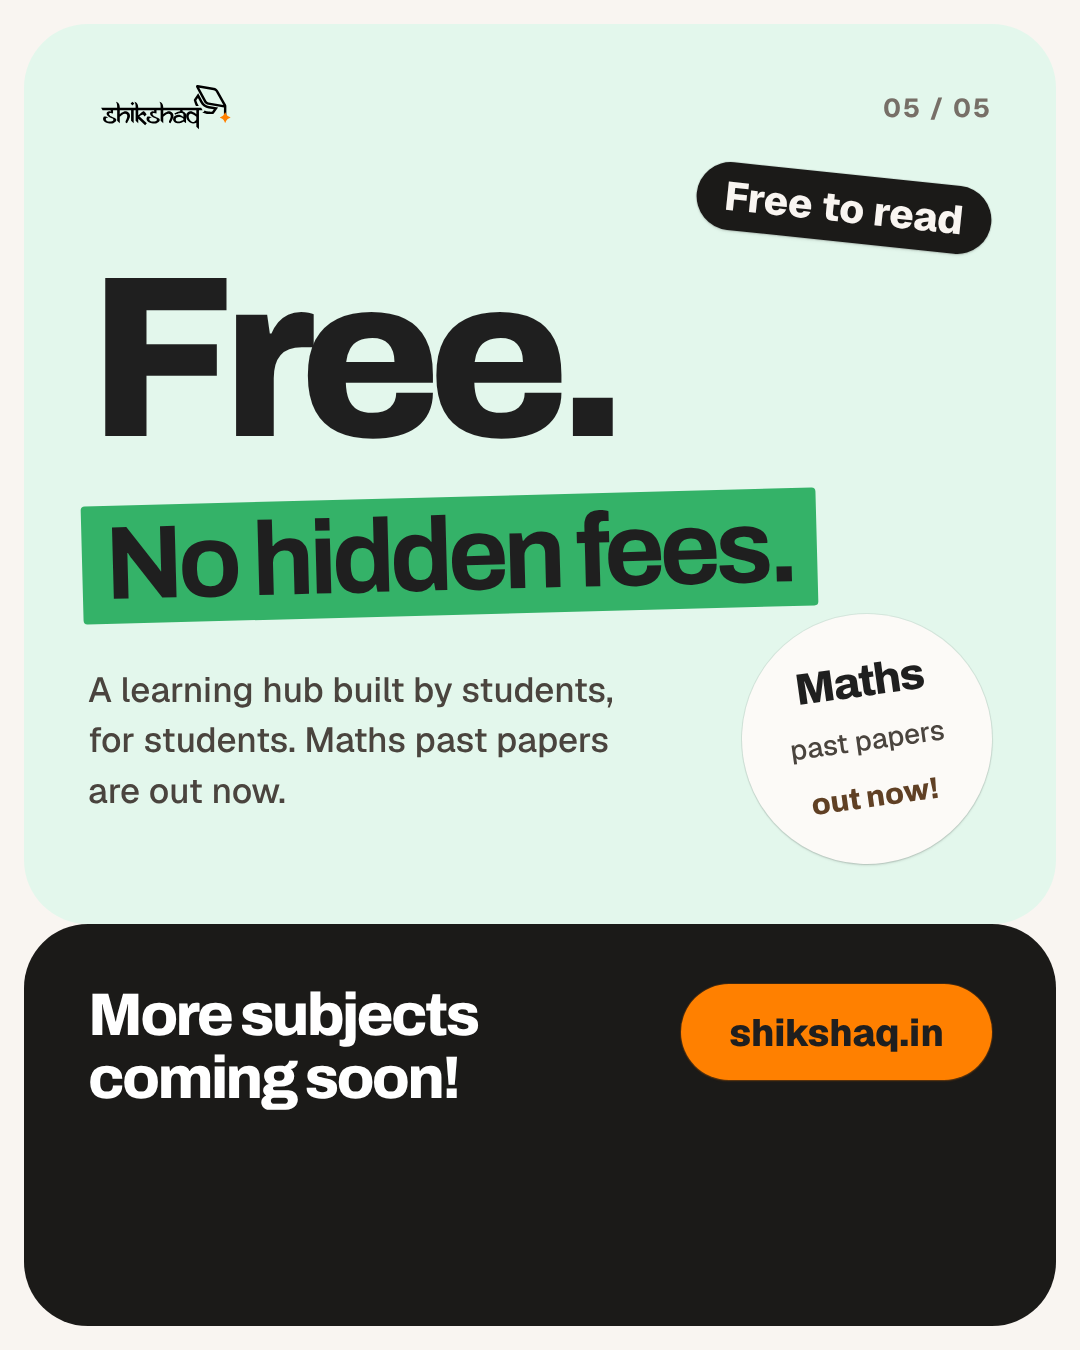 shikshaq
05 / 05
Free to read
Free.
No hidden fees.
A learning hub built by students,
for students. Maths past papers
are out now.
Maths
past papers
out now!
More subjects
coming soon!
shikshaq.in